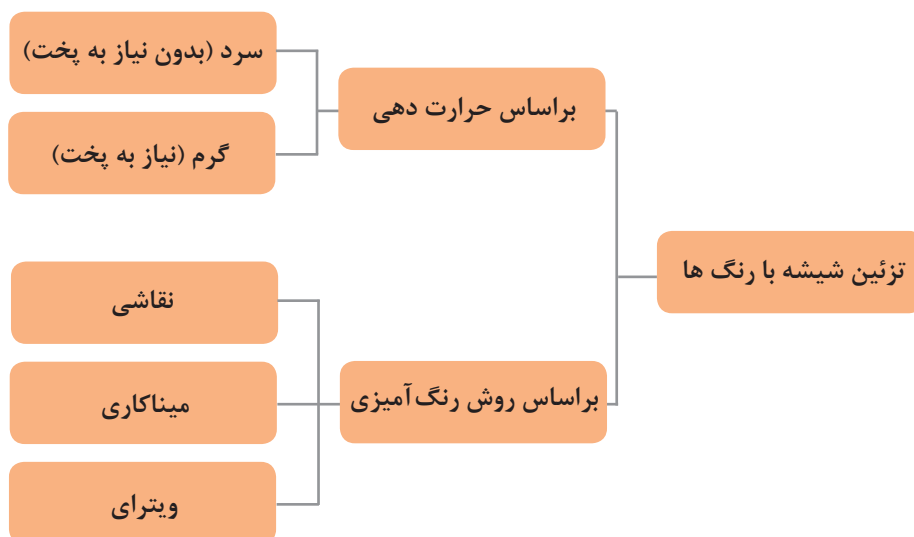 تزئین شیشه با رنگ ها
براساس حرارت دهی
سرد (بدون نیاز به پخت)
گرم (نیاز به پخت)
براساس روش رنگ آمیزی
نقاشی
میناکاری
ویترای